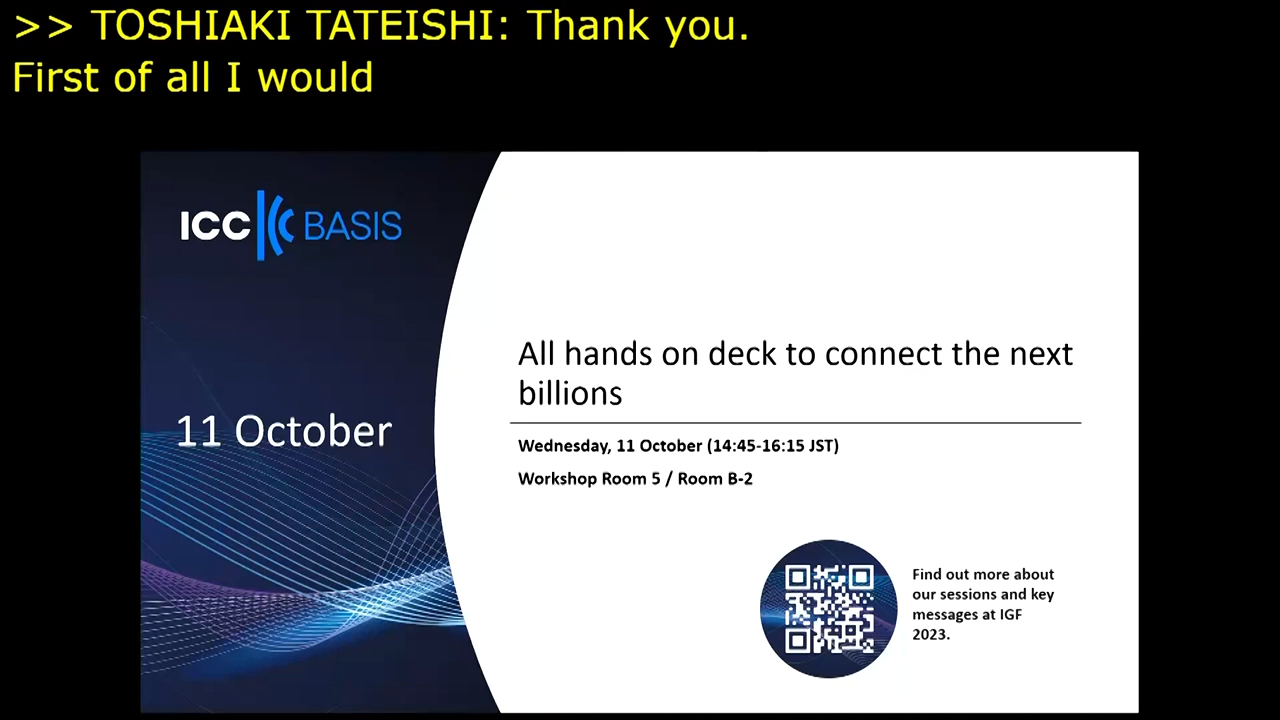 >> TOSHIAKI TATEISHI: Thank you.
First of all I would
ICC BASIS
11 October
All hands on deck to connect the next
billions
Wednesday, 11 October (14:45-16:15 JST)
Workshop Room 5 / Room B-2
Find out more about
our sessions and key
messages at IGF
2023.